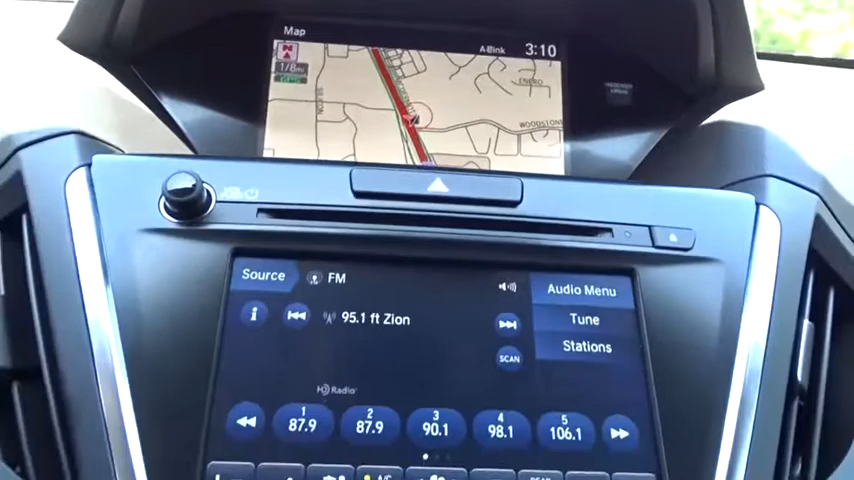 Map
A-Blink 3:10
N
1/8mi
WOODSTONE
Source
FM
Audio Menu
95.1 ft Zion
Tune
SCAN
Stations
HD Radio
1 2 3 4 5
87.9 87.9 90.1 98.1 106.1
A/C